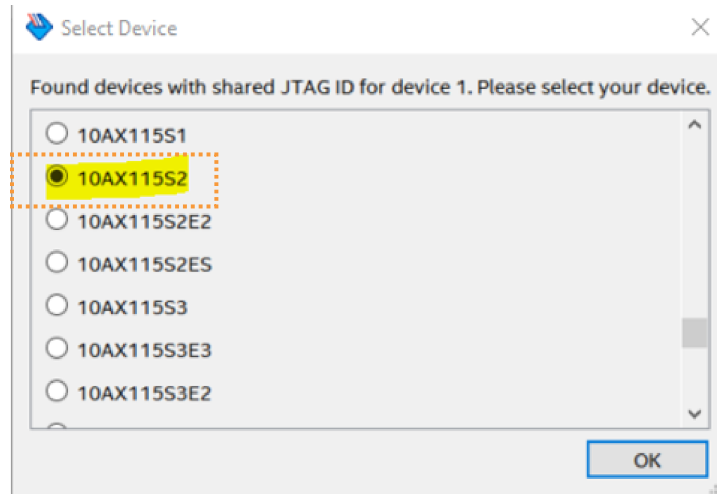 Select Device
Found devices with shared JTAG ID for device 1. Please select your device.
10AX115S1
10AX115S2
10AX115S2E2
10AX115S2ES
10AX115S3
10AX115S3E3
10AX115S3E2
OK